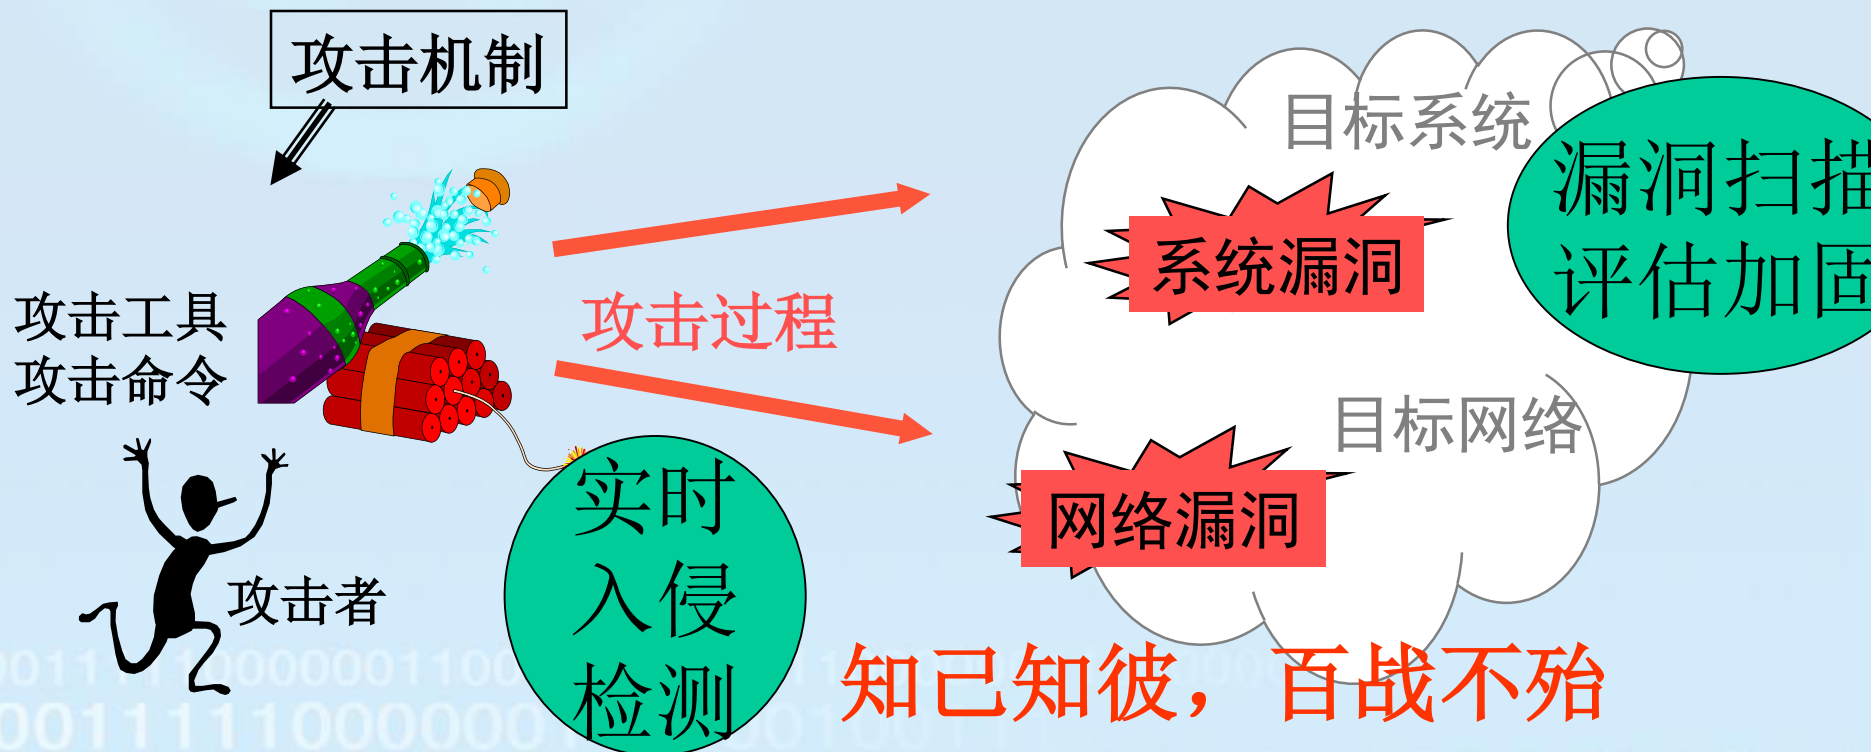 攻击机制
目标系统
漏洞扫描
评估加固
系统漏洞
攻击工具
攻击命令
攻击过程
目标网络
网络漏洞
实时
入侵
检测
攻击者
知己知彼，百战不殆